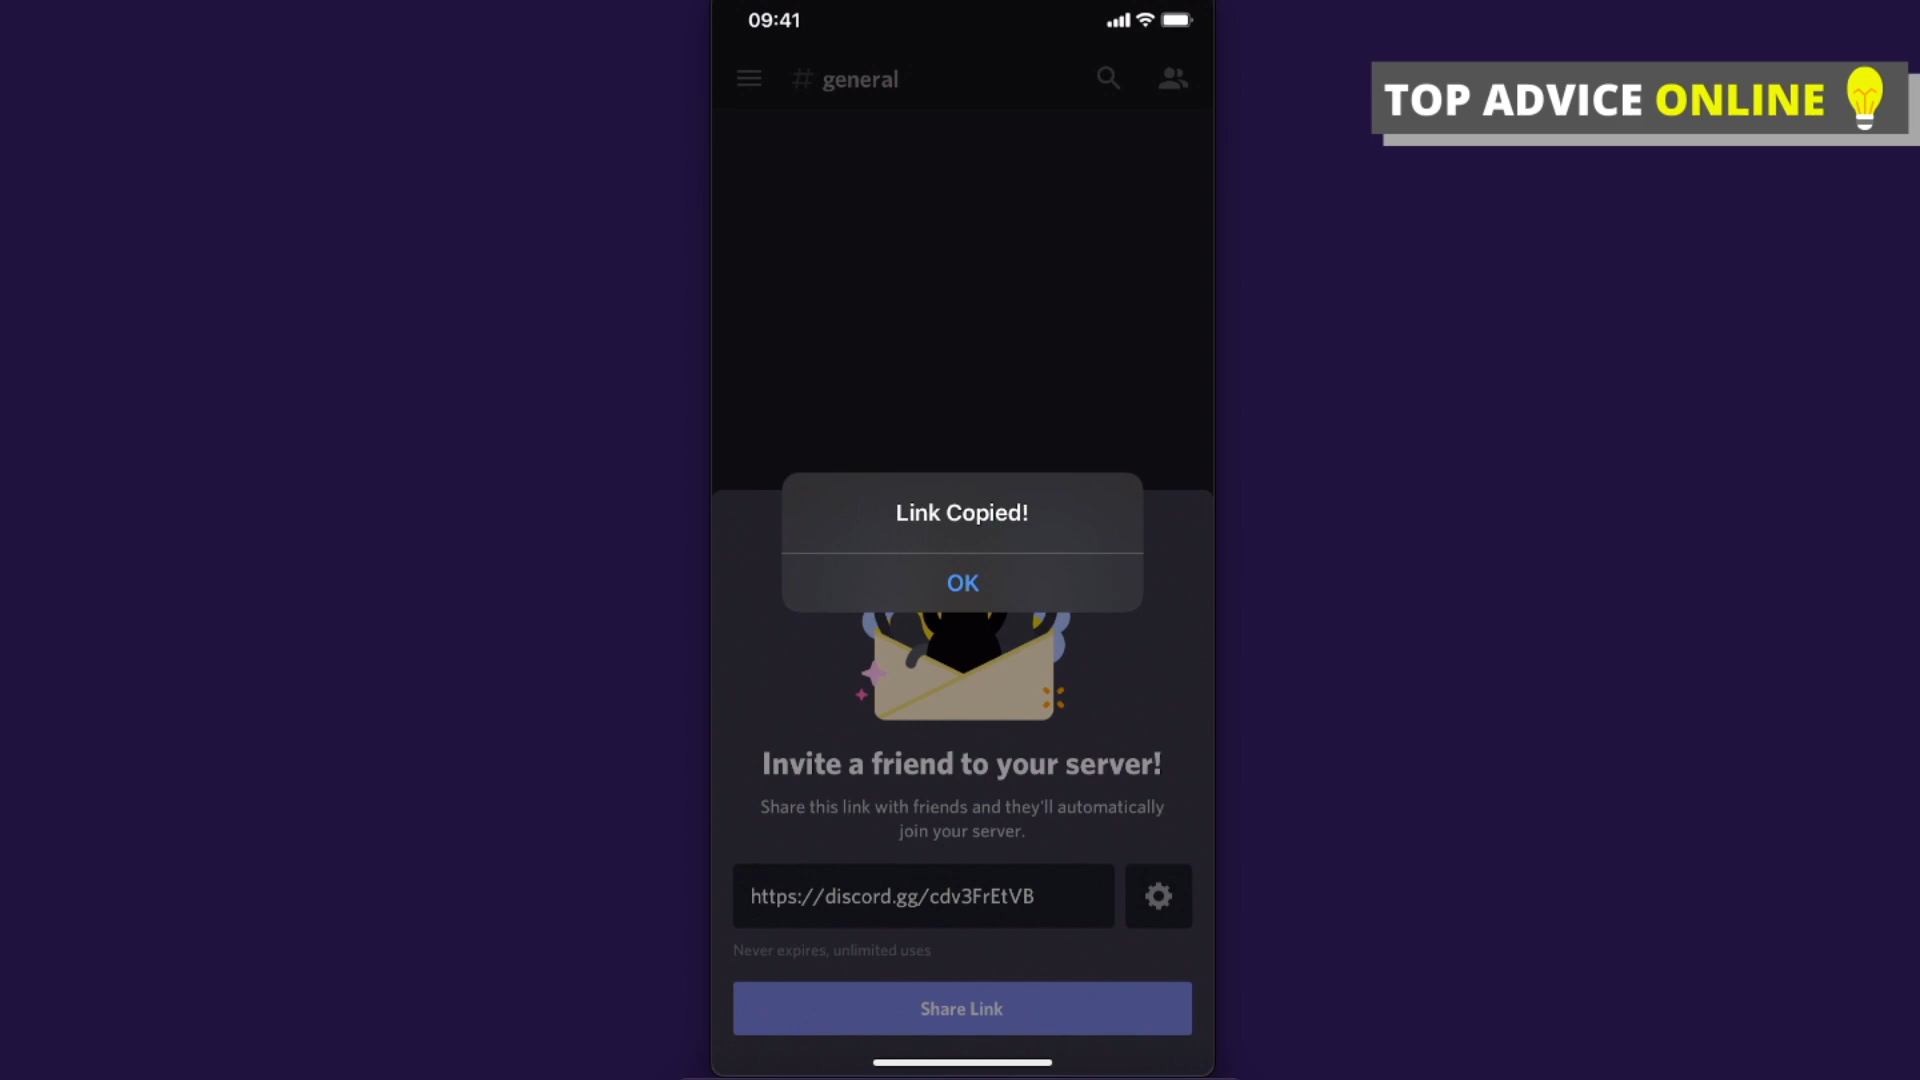 09:41
# general
TOP ADVICE ONLINE
Link Copied!
OK
Invite a friend to your server!
Share this link with friends and they'll automatically
join your server.
https://discord.gg/cdv3FrEtVB
Never expires, unlimited uses
Share Link